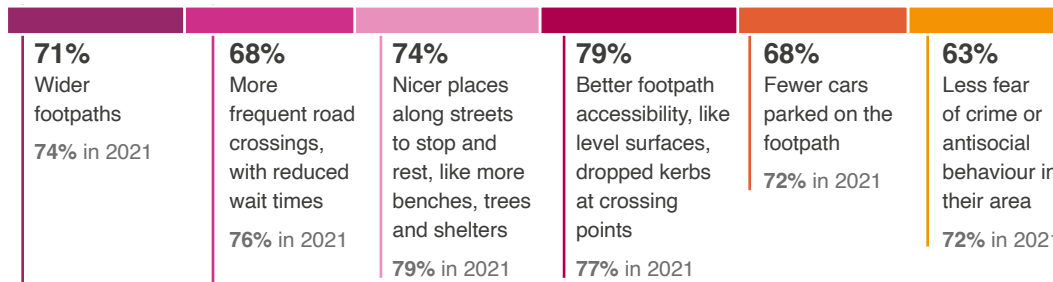 71%
Wider
footpaths
74% in 2021
68%
More
frequent road
crossings,
with reduced
wait times
76% in 2021
74%
Nicer places
along streets
to stop and
rest, like more
benches, trees
and shelters
79% in 2021
79%
Better footpath
accessibility, like
level surfaces,
dropped kerbs
at crossing
points
77% in 2021
68%
Fewer cars
parked on the
footpath
72% in 2021
63%
Less fear
of crime or
antisocial
behaviour in
their area
72% in 2021